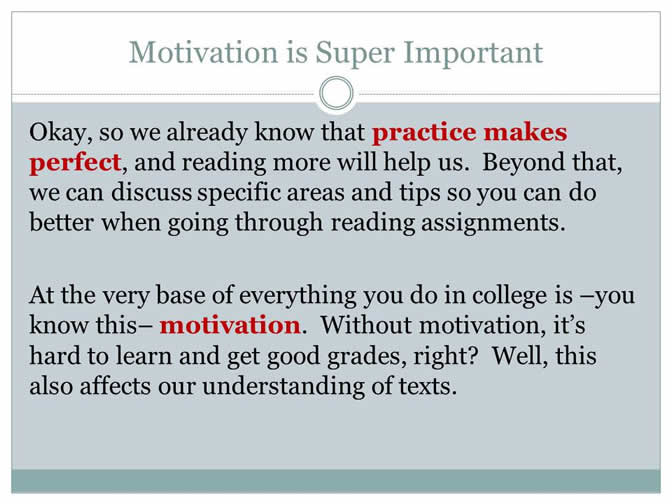 Motivation is Super Important
Okay, so we already know that practice makes
perfect, and reading more will help us.  Beyond that,
we can discuss specific areas and tips so you can do
better when going through reading assignments.
At the very base of everything you do in college is –you
know this– motivation.  Without motivation, it’s
hard to learn and get good grades, right?  Well, this
also affects our understanding of texts.